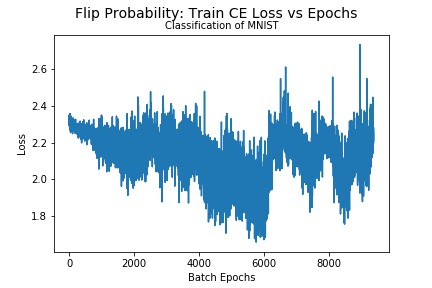 Flip Probability: Train CE Loss vs Epochs
Classification of MNIST
2.6
2.4
2.2
2.0
1.8
Loss
0 2000 4000 6000 8000
Batch Epochs